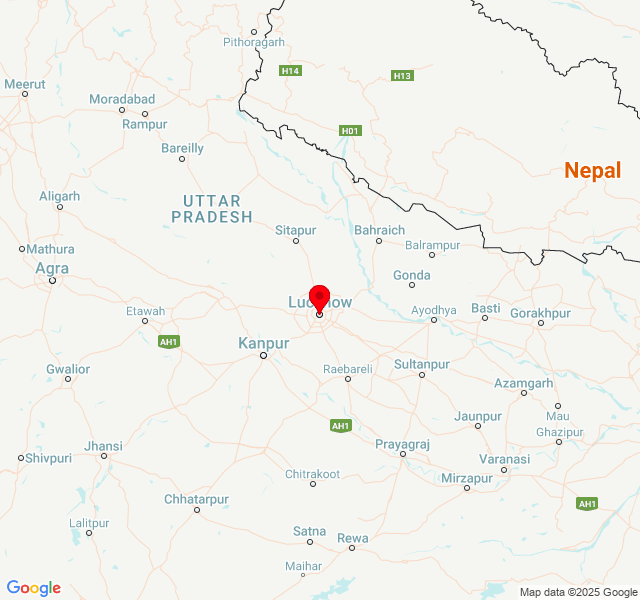 Pithoragarh
H14
H13
Meerut
Moradabad
Rampur
H01
Bareilly
Nepal
Aligarh
UTTAR
PRADESH
Sitapur
Bahraich
Mathura
Balrampur
Agra
Gonda
Lucknow
Etawah
Ayodhya
Basti
Gorakhpur
AH1
Kanpur
Gwalior
Raebareli
Sultanpur
Azamgarh
Mau
Jaunpur
AH1
Ghazipur
Jhansi
Prayagraj
Shivpuri
Varanasi
Chitrakoot
Mirzapur
Chhatarpur
AH1
Lalitpur
Satna
Rewa
Maihar
Google
Map data ©2025 Google